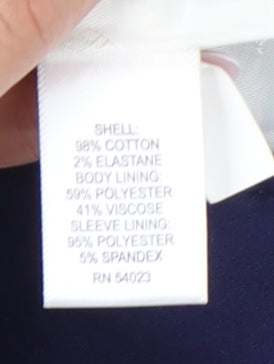 SHELL:
98% COTTON
2% ELASTANE
BODY LINING:
59% POLYESTER
41% VISCOSE
SLEEVE LINING:
95% POLYESTER
5% SPANDEX
RN 54023